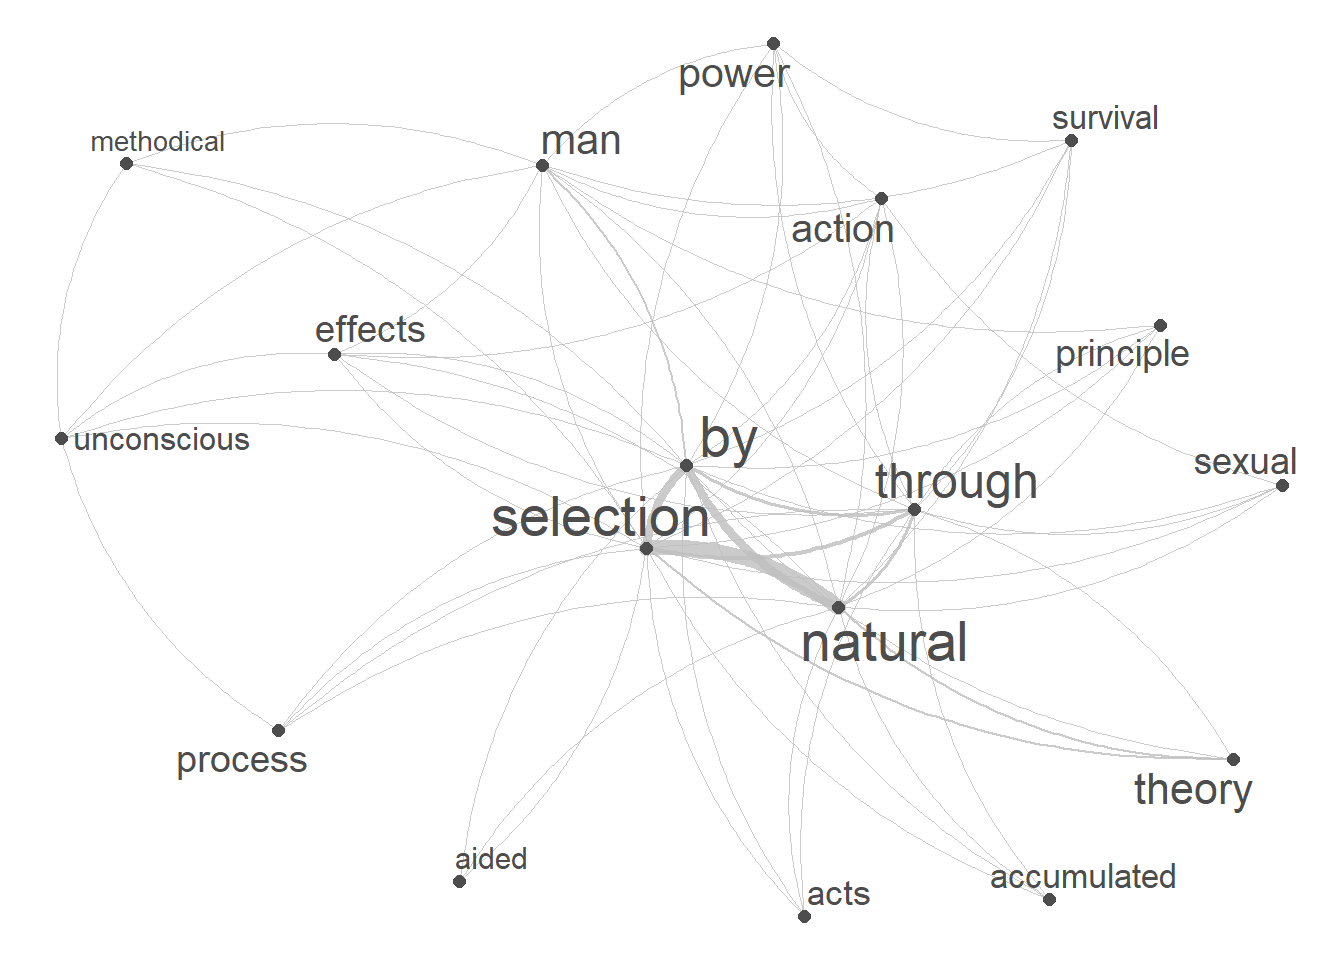 power
survival
methodical
man
action
effects
principle
by
unconscious
sexual
through
selection
natural
process
theory
aided
accumulated
acts